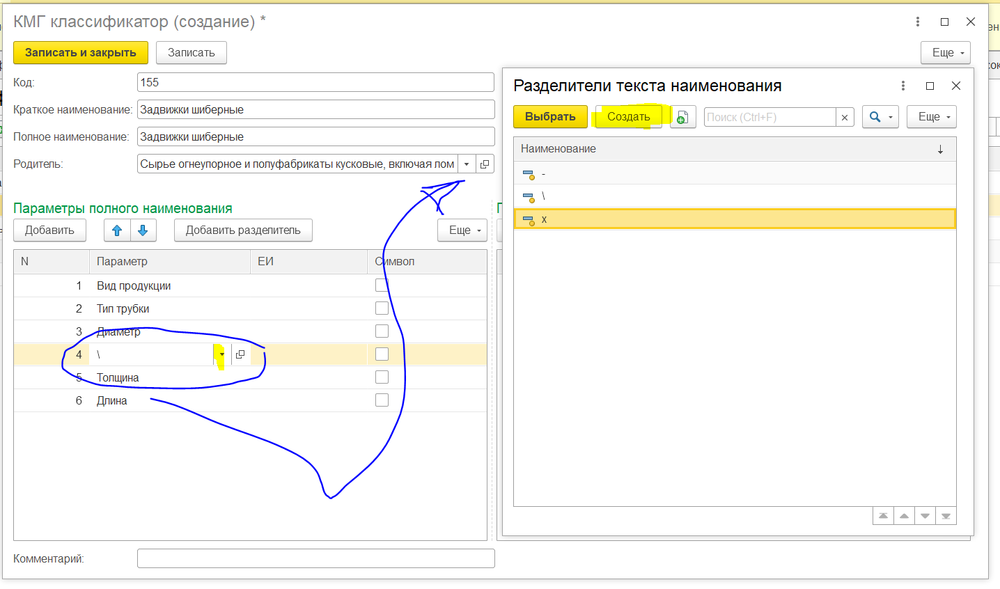 КМГ классификатор (создание) *
Записать и закрыть
Записать
Еще
Код:
155
Краткое наименование:
Задвижки шиберные
Полное наименование:
Задвижки шиберные
Родитель:
Сырье огнеупорное и полуфабрикаты кусковые, включая лом
Параметры полного наименования
Добавить
Добавить разделитель
Еще
N Параметр ЕИ Символ
1 Вид продукции
2 Тип трубки
3 Диаметр
4 \
5 Толщина
6 Длина
Комментарий:
Разделители текста наименования
Выбрать
Создать
Поиск (Ctrl+F)
×
Еще
Наименование
-
\
х